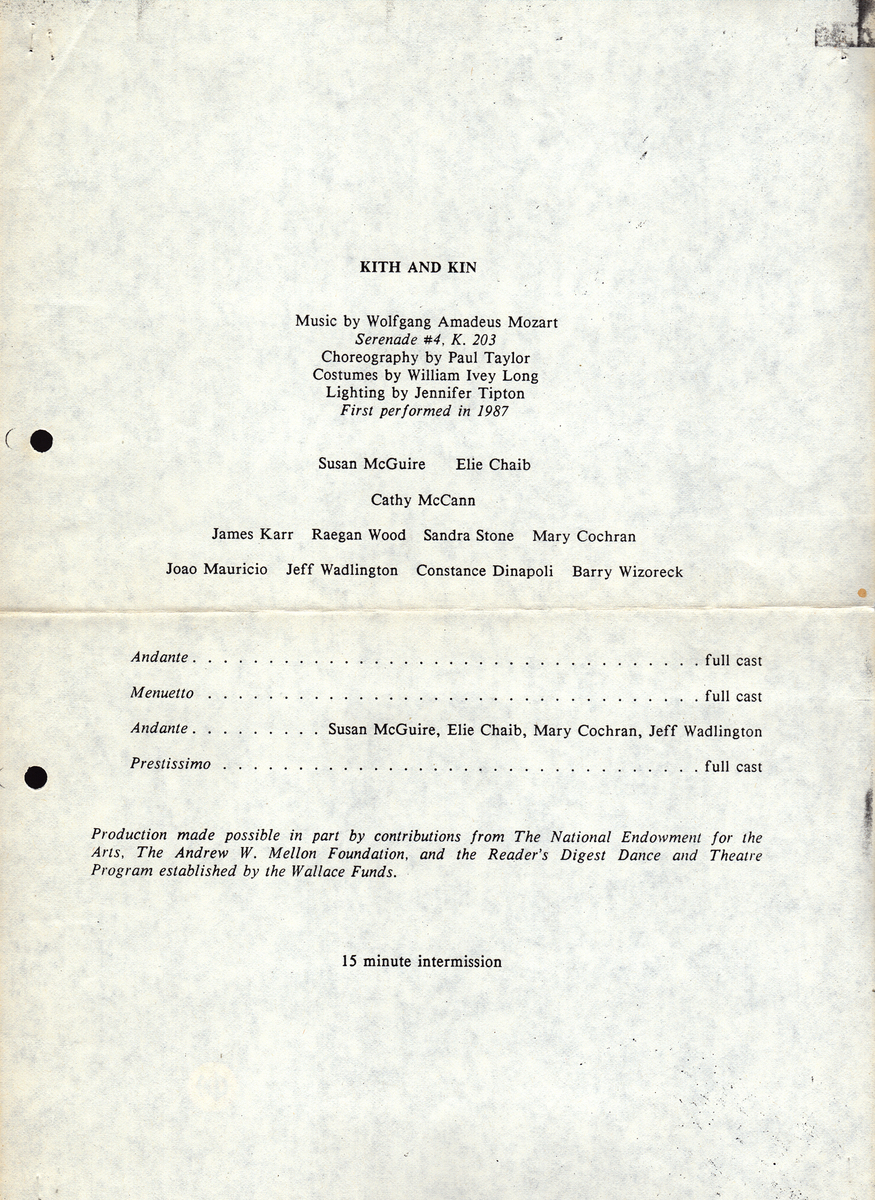 KITH AND KIN
Music by Wolfgang Amadeus Mozart
Serenade #4, K. 203
Choreography by Paul Taylor
Costumes by William Ivey Long
Lighting by Jennifer Tipton
First performed in 1987
Susan McGuire Elie Chaib
Cathy McCann
James Karr Raegan Wood Sandra Stone Mary Cochran
Joao Mauricio Jeff Wadlington Constance Dinapoli Barry Wizoreck
Andante . . . . . . . . . . . . . . . . . . . . . . . . . . . . . . . . . . full cast
Menuetto . . . . . . . . . . . . . . . . . . . . . . . . . . . . . . . . . full cast
Andante . . . . . . . . . Susan McGuire, Elie Chaib, Mary Cochran, Jeff Wadlington
Prestissimo . . . . . . . . . . . . . . . . . . . . . . . . . . . . . . . . full cast
Production made possible in part by contributions from The National Endowment for the
Arts, The Andrew W. Mellon Foundation, and the Reader's Digest Dance and Theatre
Program established by the Wallace Funds.
15 minute intermission